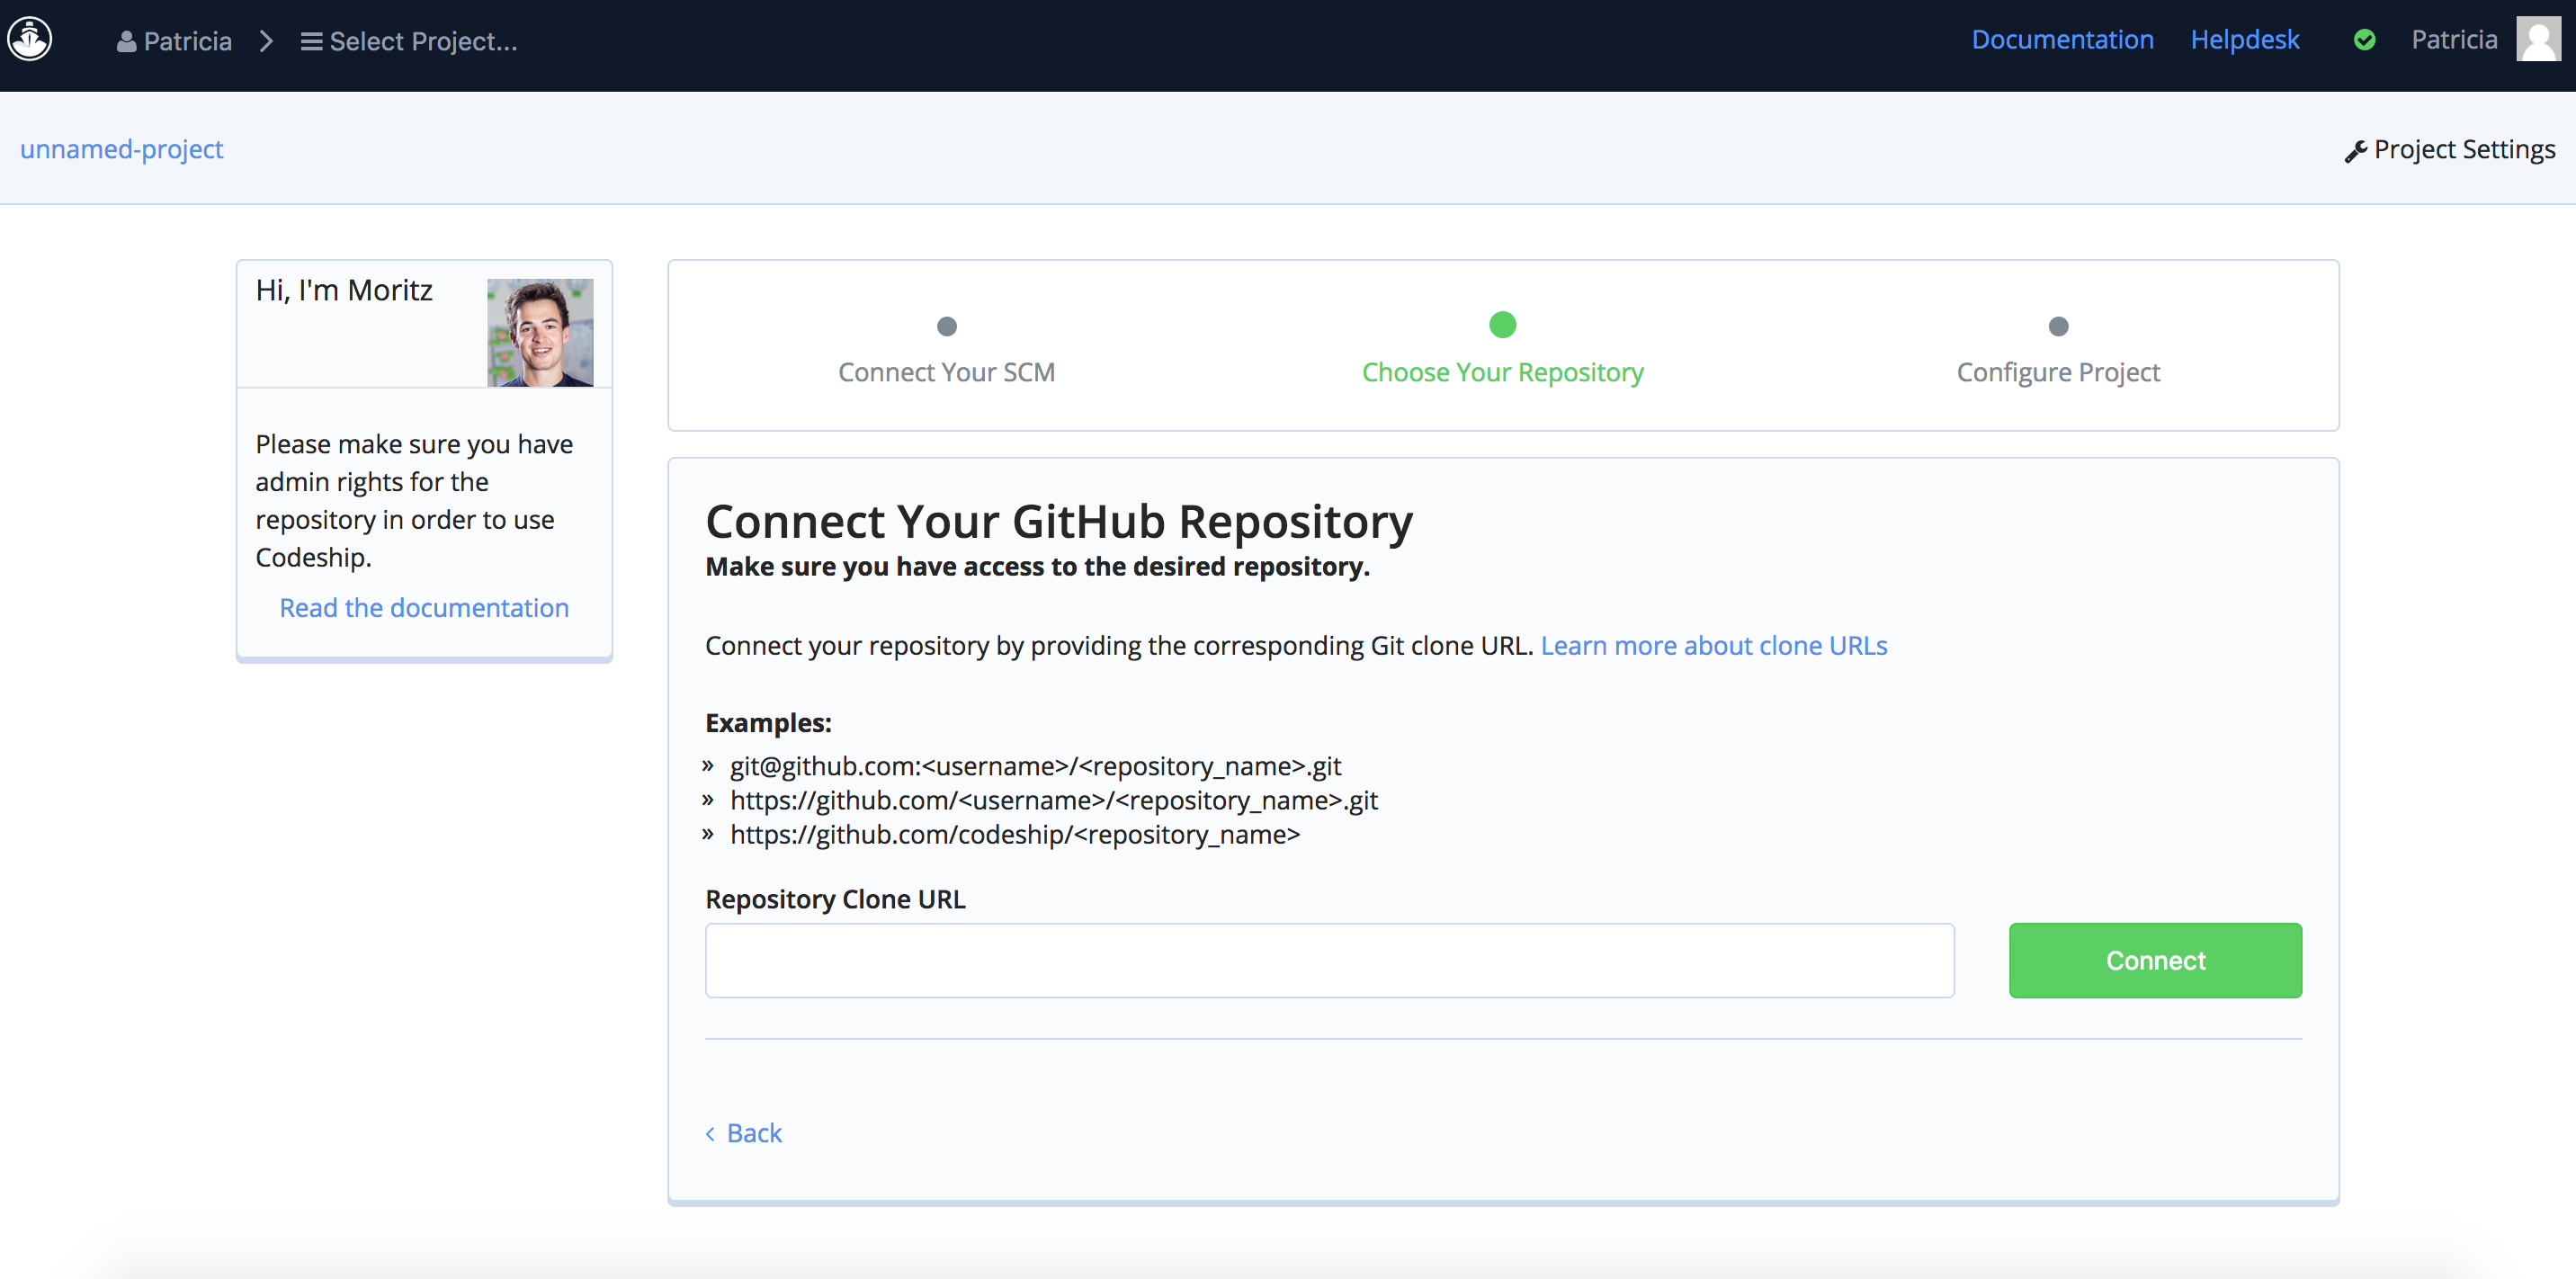 Patricia
Select Project...
Documentation
Helpdesk
Patricia
unnamed-project
Project Settings
Hi, I'm Moritz
Please make sure you have
admin rights for the
repository in order to use
Codeship.
Read the documentation
Connect Your SCM
Choose Your Repository
Configure Project
Connect Your GitHub Repository
Make sure you have access to the desired repository.
Connect your repository by providing the corresponding Git clone URL. Learn more about clone URLs
Examples:
» git@github.com:<username>/<repository_name>.git
» https://github.com/<username>/<repository_name>.git
» https://github.com/codeship/<repository_name>
Repository Clone URL
Connect
Back